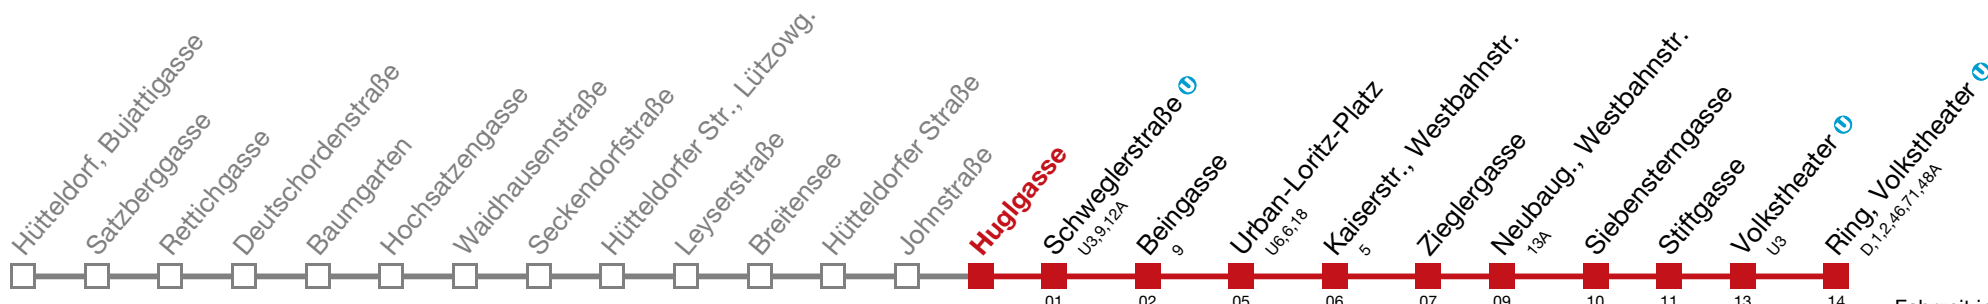 Hütteldorf, Bujattigasse
Satzberggasse
Rettichgasse
Deutschordenstraße
Baumgarten
Hochsatzengasse
Waidhausenstraße
Seckendorfstraße
Hütteldorfer Str., Lützowg.
Leyserstraße
Breitensee
Hütteldorfer Straße
Johnstraße
Huglgasse
Schweglerstraße U
U3,9,12A
Beingasse
9
Urban-Loritz-Platz
U6,6,18
Kaiserstr., Westbahnstr.
5
Zieglergasse
Neubaug., Westbahnstr.
13A
Siebensterngasse
Stiftgasse
Volkstheater U
U3
Ring, Volkstheater U
D,1,2,46,71,48A
01 02 05 06 07 09 10 11 13 14